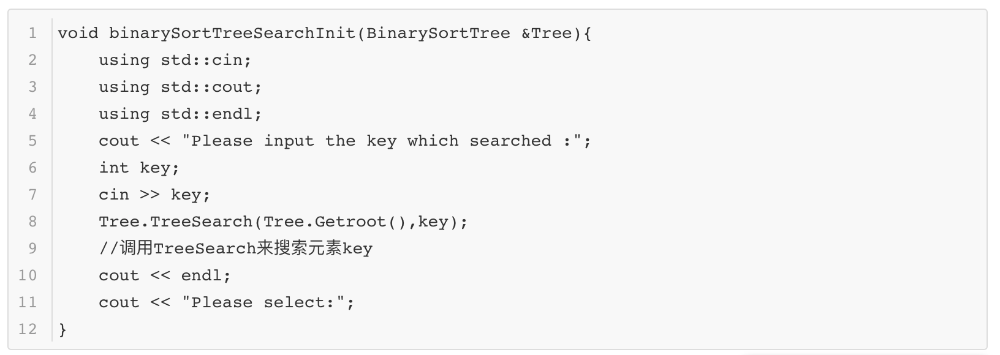 1 void binarySortTreeSearchInit(BinarySortTree &Tree){
2     using std::cin;
3     using std::cout;
4     using std::endl;
5     cout << "Please input the key which searched :";
6     int key;
7     cin >> key;
8     Tree.TreeSearch(Tree.Getroot(),key);
9     //调用TreeSearch来搜索元素key
10     cout << endl;
11     cout << "Please select:";
12 }